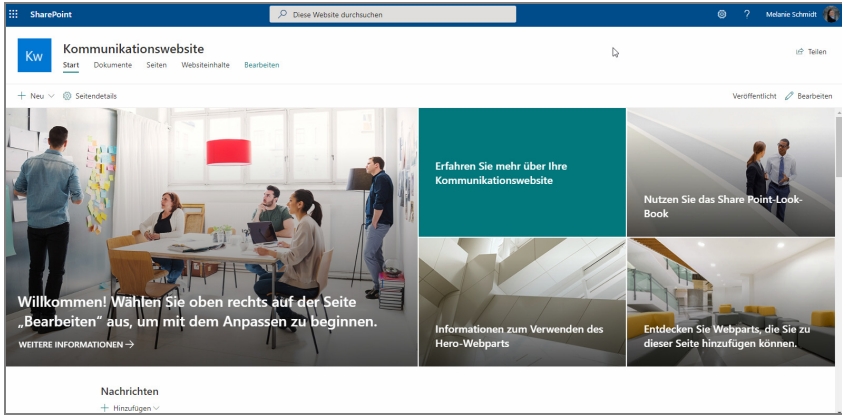 SharePoint
Diese Website durchsuchen
?
Melanie Schmidt
Kw
Kommunikationswebsite
Start Dokumente Seiten Websiteinhalte Bearbeiten
Teilen
Neu
Seitendetails
Veröffentlicht
Bearbeiten
Willkommen! Wählen Sie oben rechts auf der Seite
„Bearbeiten“ aus, um mit dem Anpassen zu beginnen.
WEITERE INFORMATIONEN →
Erfahren Sie mehr über Ihre
Kommunikationswebsite
Nutzen Sie das Share Point-Look-
Book
Informationen zum Verwenden des
Hero-Webparts
Entdecken Sie Webparts, die Sie zu
dieser Seite hinzufügen können.
Nachrichten
+ Hinzufügen